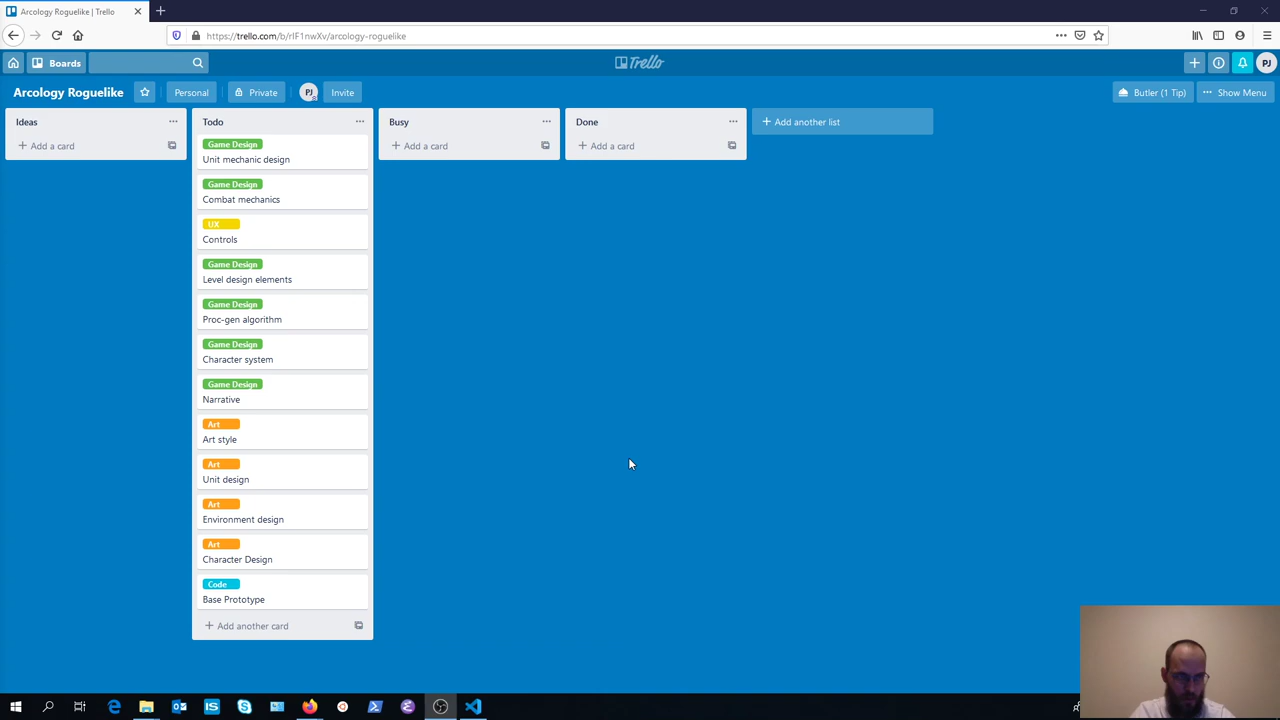 Arcology Roguelike | Trello
https://trello.com/b/rIF1nwXv/arcology-roguelike
Boards
Trello
PJ
Arcology Roguelike
Personal
Private
PJ
Invite
Butler (1 Tip)
Show Menu
Ideas
Add a card
Todo
Game Design
Unit mechanic design
Game Design
Combat mechanics
UX
Controls
Game Design
Level design elements
Game Design
Proc-gen algorithm
Game Design
Character system
Game Design
Narrative
Art
Art style
Art
Unit design
Art
Environment design
Art
Character Design
Code
Base Prototype
Add another card
Busy
Add a card
Done
Add a card
Add another list
IS